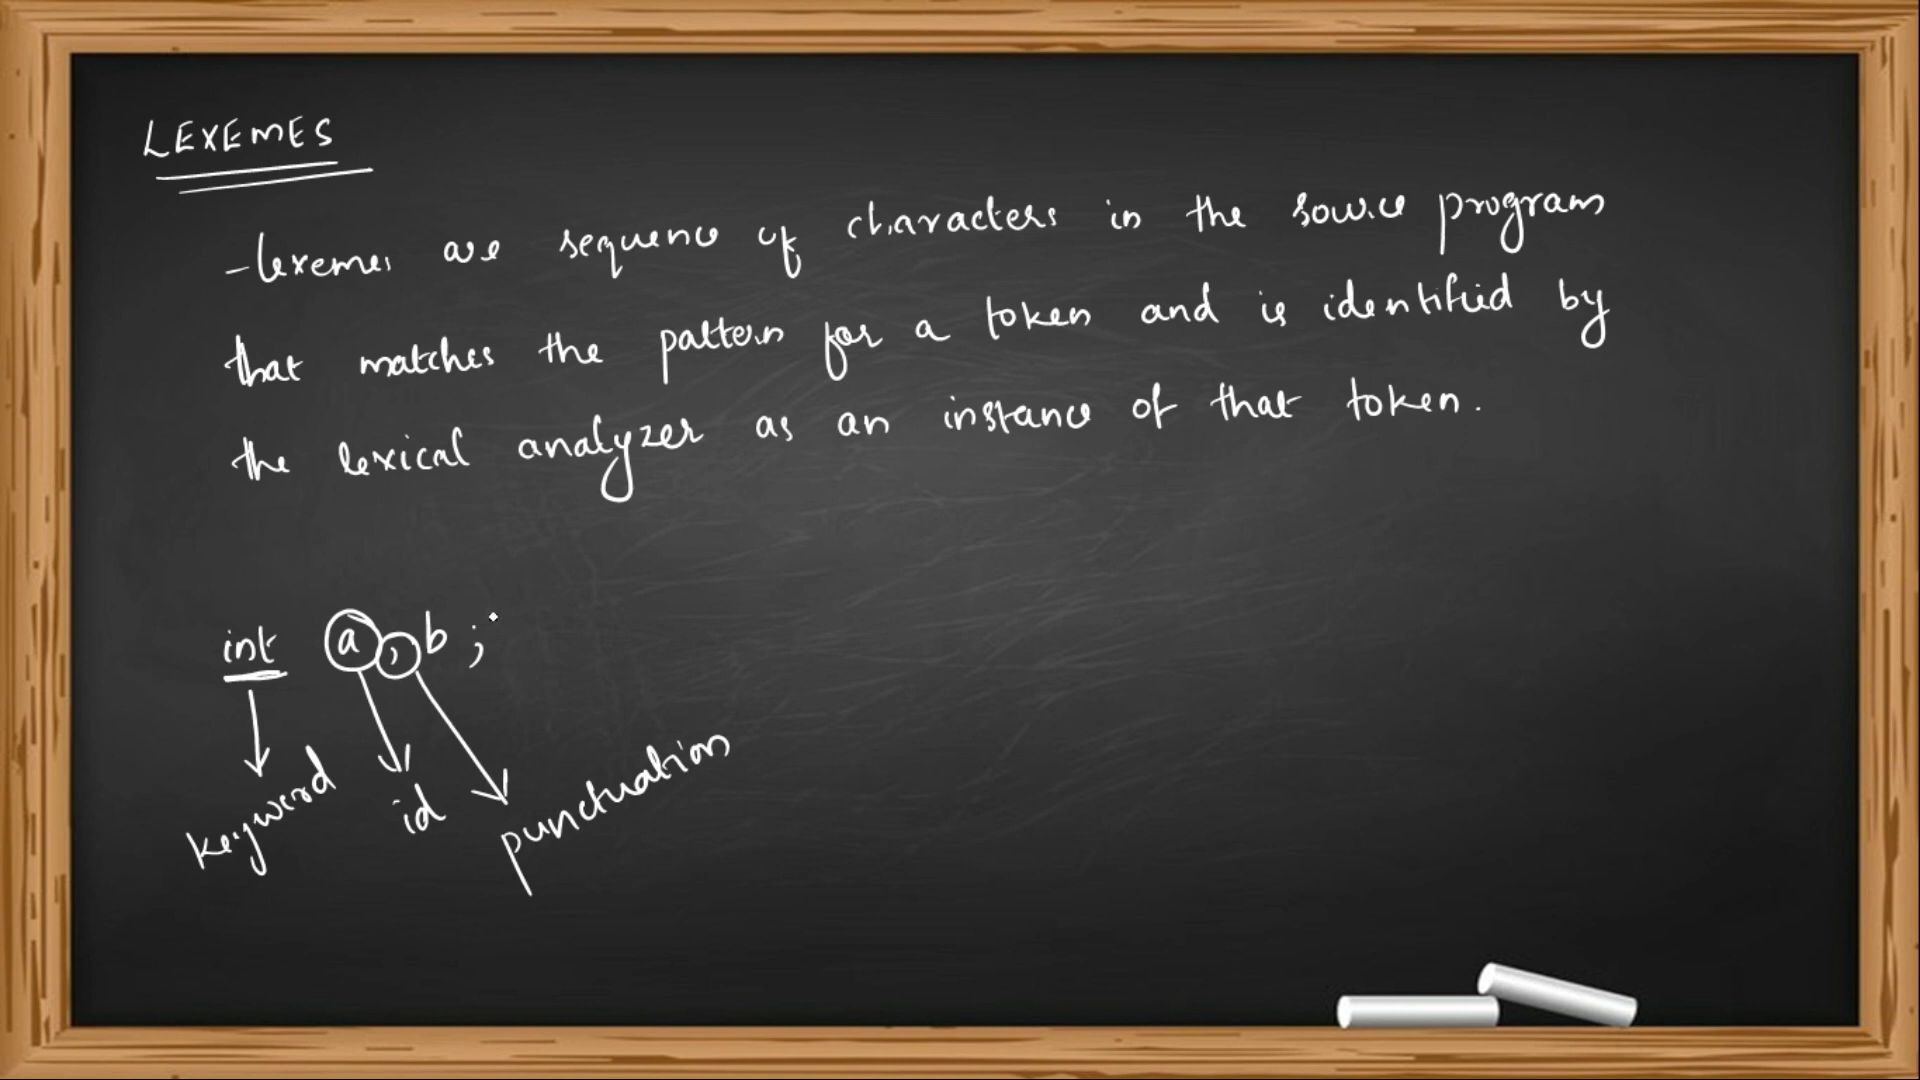 LEXEMES
- lexemes are sequence of characters in the source program
that matches the pattern for a token and is identified by
the lexical analyzer as an instance of that token.
int a , b ;
keyword id punctuation